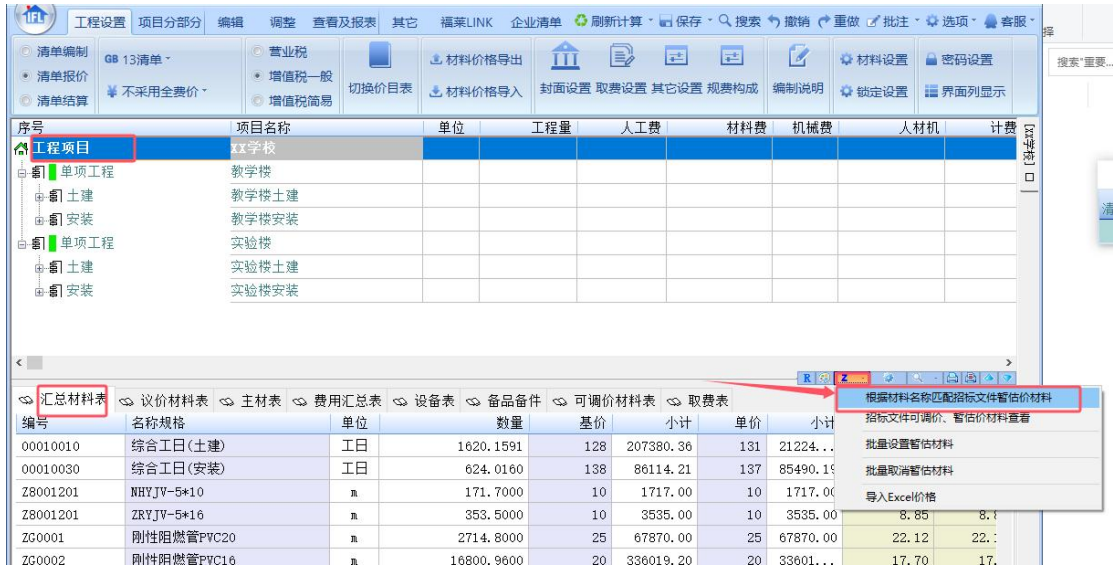 IFL 工程设置 项目分部分 编辑 调整 查看及报表 其它 福莱LINK 企业清单 刷新计算 保存 搜索 撤销 重做 批注 选项 客服
择
清单编制 GB 13清单 营业税 材料价格导出 材料设置 密码设置 搜索"重要...
清单报价 增值税一般 切换价目表 封面设置 取费设置 其它设置 规费构成 编制说明
清单结算 不采用全费价 增值税简易 材料价格导入 锁定设置 界面列显示
序号 项目名称 单位 工程量 人工费 材料费 机械费 人材机 计费
[XX学校]
工程项目 XX学校
单项工程 教学楼
土建 教学楼土建
安装 教学楼安装
单项工程 实验楼
土建 实验楼土建
安装 实验楼安装
清
R Z
汇总材料表 议价材料表 主材表 费用汇总表 设备表 备品备件 可调价材料表 取费表
根据材料名称匹配招标文件暂估价材料
招标文件可调价、暂估价材料查看
批量设置暂估材料
批量取消暂估材料
导入Excel价格
编号 名称规格 单位 数量 基价 小计 单价 小计
00010010 综合工日(土建) 工日 1620.1591 128 207380.36 131 21224...
00010030 综合工日(安装) 工日 624.0160 138 86114.21 137 85490.19
Z8001201 NHYJV-5*10 m 171.7000 10 1717.00 10 1717.00
Z8001201 ZRYJV-5*16 m 353.5000 10 3535.00 10 3535.00 8.85
ZG0001 刚性阻燃管PVC20 m 2714.8000 25 67870.00 25 67870.00 22.12 22.
ZG0002 刚性阻燃管PVC16 m 16800.9600 20 336019.20 20 33601... 17.70 17.